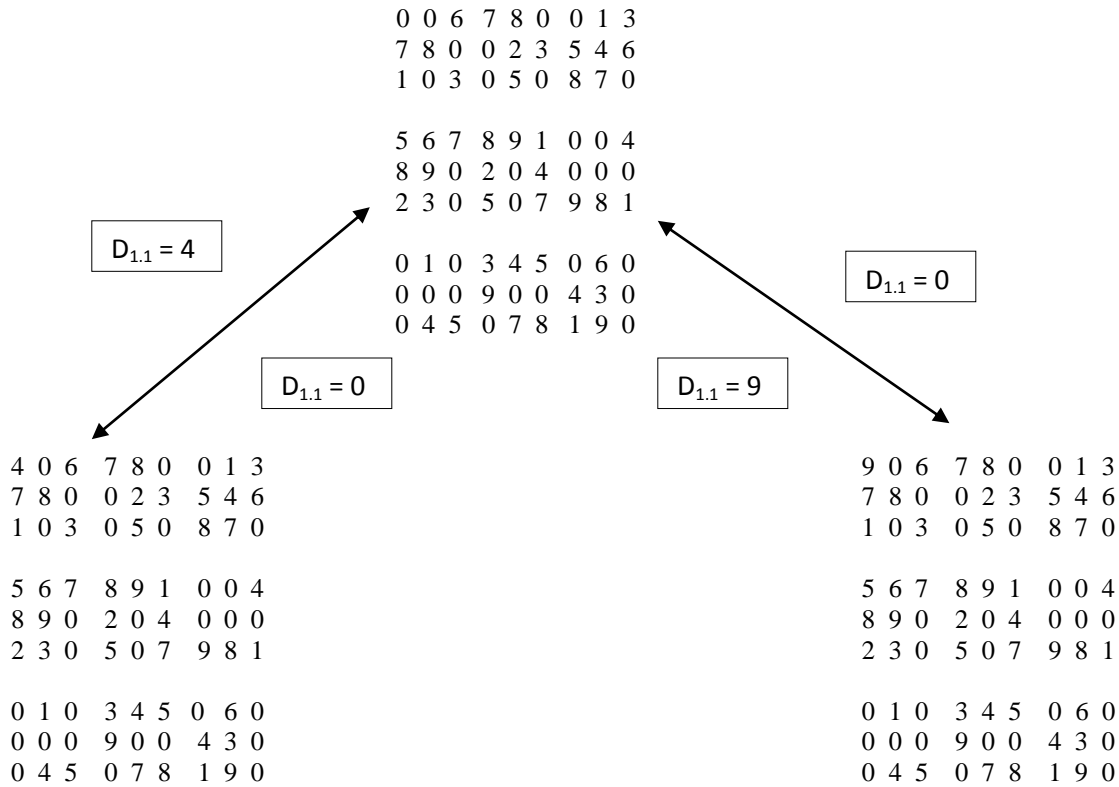 0 0 6 7 8 0 0 1 3
7 8 0 0 2 3 5 4 6
1 0 3 0 5 0 8 7 0
5 6 7 8 9 1 0 0 4
8 9 0 2 0 4 0 0 0
2 3 0 5 0 7 9 8 1
0 1 0 3 4 5 0 6 0
0 0 0 9 0 0 4 3 0
0 4 5 0 7 8 1 9 0
D1.1 = 4
D1.1 = 0
D1.1 = 0
D1.1 = 9
4 0 6 7 8 0 0 1 3
7 8 0 0 2 3 5 4 6
1 0 3 0 5 0 8 7 0
5 6 7 8 9 1 0 0 4
8 9 0 2 0 4 0 0 0
2 3 0 5 0 7 9 8 1
0 1 0 3 4 5 0 6 0
0 0 0 9 0 0 4 3 0
0 4 5 0 7 8 1 9 0
9 0 6 7 8 0 0 1 3
7 8 0 0 2 3 5 4 6
1 0 3 0 5 0 8 7 0
5 6 7 8 9 1 0 0 4
8 9 0 2 0 4 0 0 0
2 3 0 5 0 7 9 8 1
0 1 0 3 4 5 0 6 0
0 0 0 9 0 0 4 3 0
0 4 5 0 7 8 1 9 0